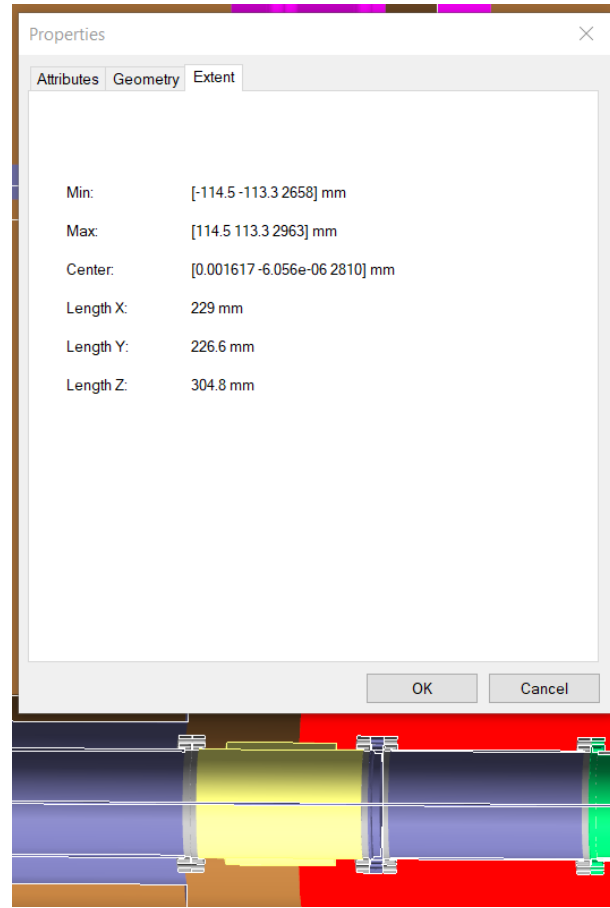 Properties
Attributes Geometry Extent
Min: [-114.5 -113.3 2658] mm
Max: [114.5 113.3 2963] mm
Center: [0.001617 -6.056e-06 2810] mm
Length X: 229 mm
Length Y: 226.6 mm
Length Z: 304.8 mm
OK Cancel